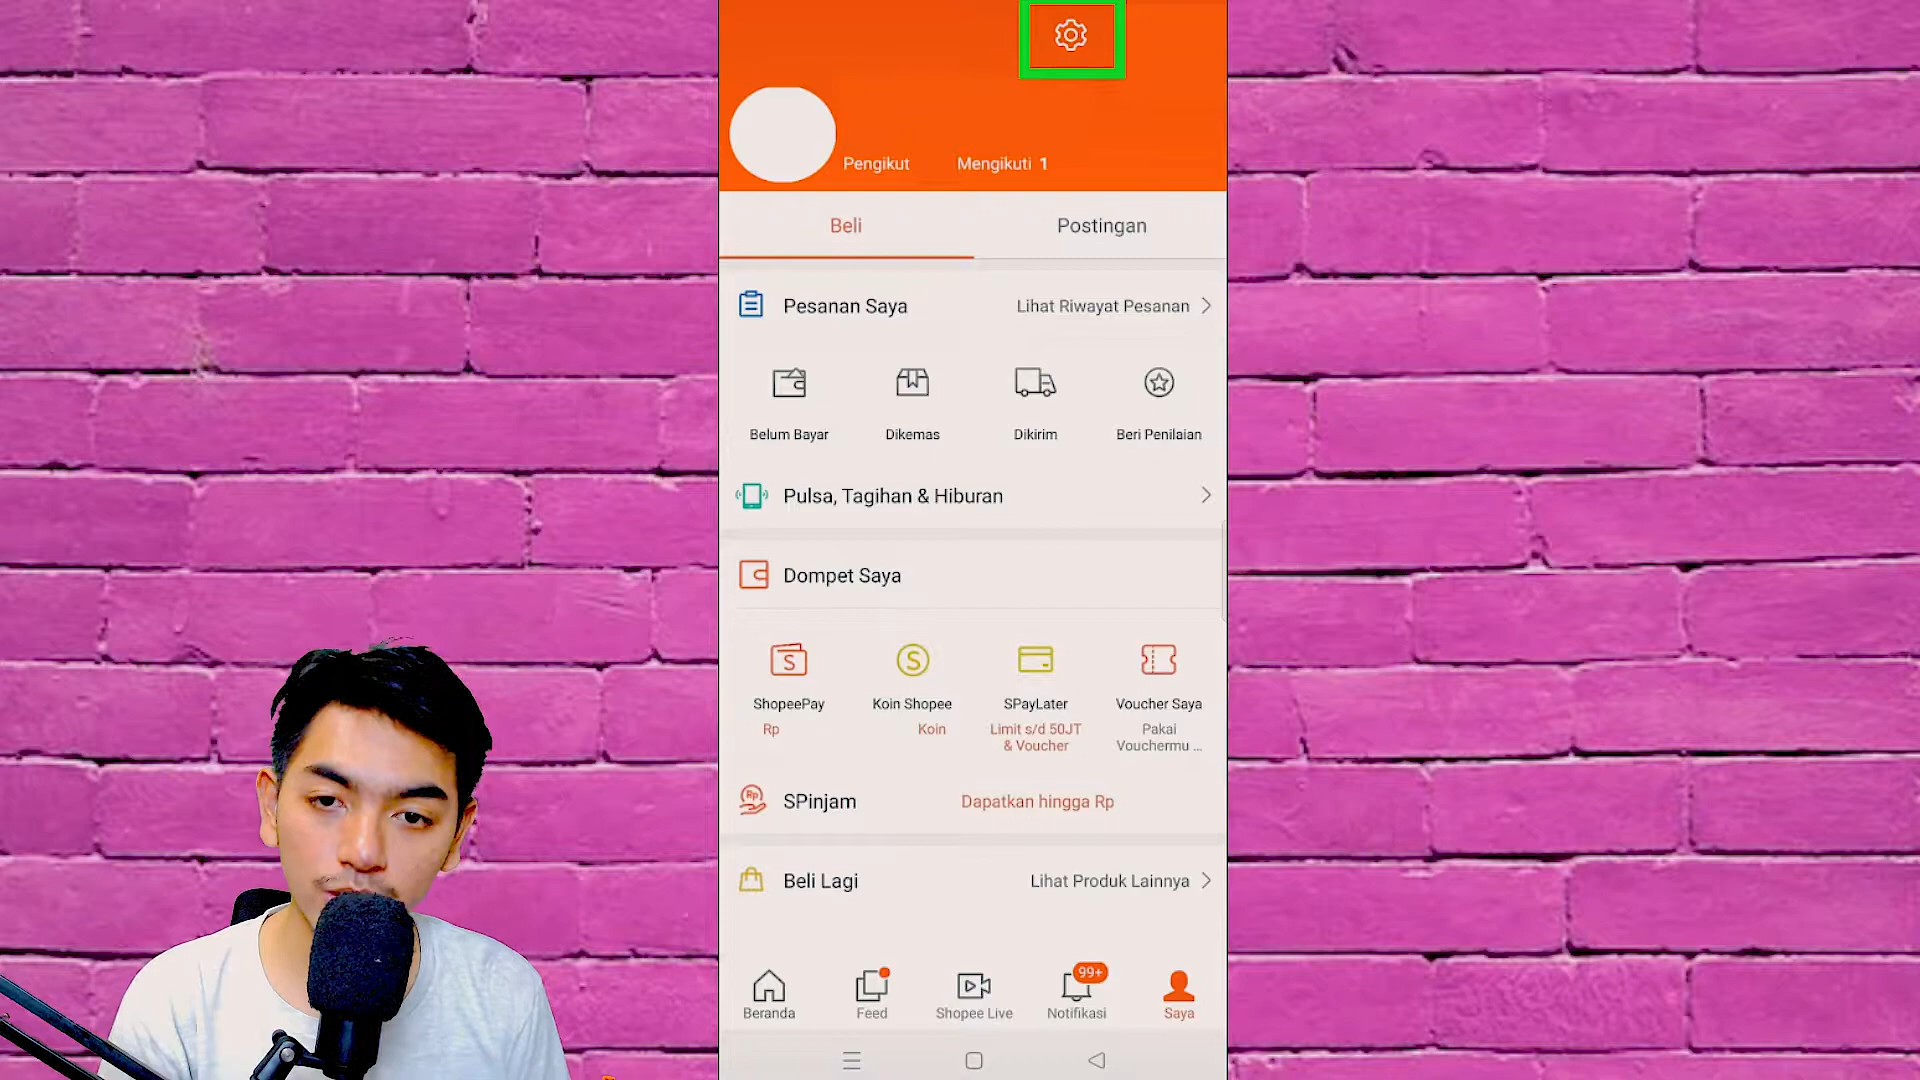 Pengikut Mengikuti 1
Beli Postingan
Pesanan Saya Lihat Riwayat Pesanan
Belum Bayar Dikemas Dikirim Beri Penilaian
Pulsa, Tagihan & Hiburan
Dompet Saya
ShopeePay Koin Shopee SPayLater Voucher Saya
Rp Koin Limit s/d 50JT Pakai
& Voucher Vouchermu ...
Rp
SPinjam Dapatkan hingga Rp
Beli Lagi Lihat Produk Lainnya
99+
Beranda Feed Shopee Live Notifikasi Saya